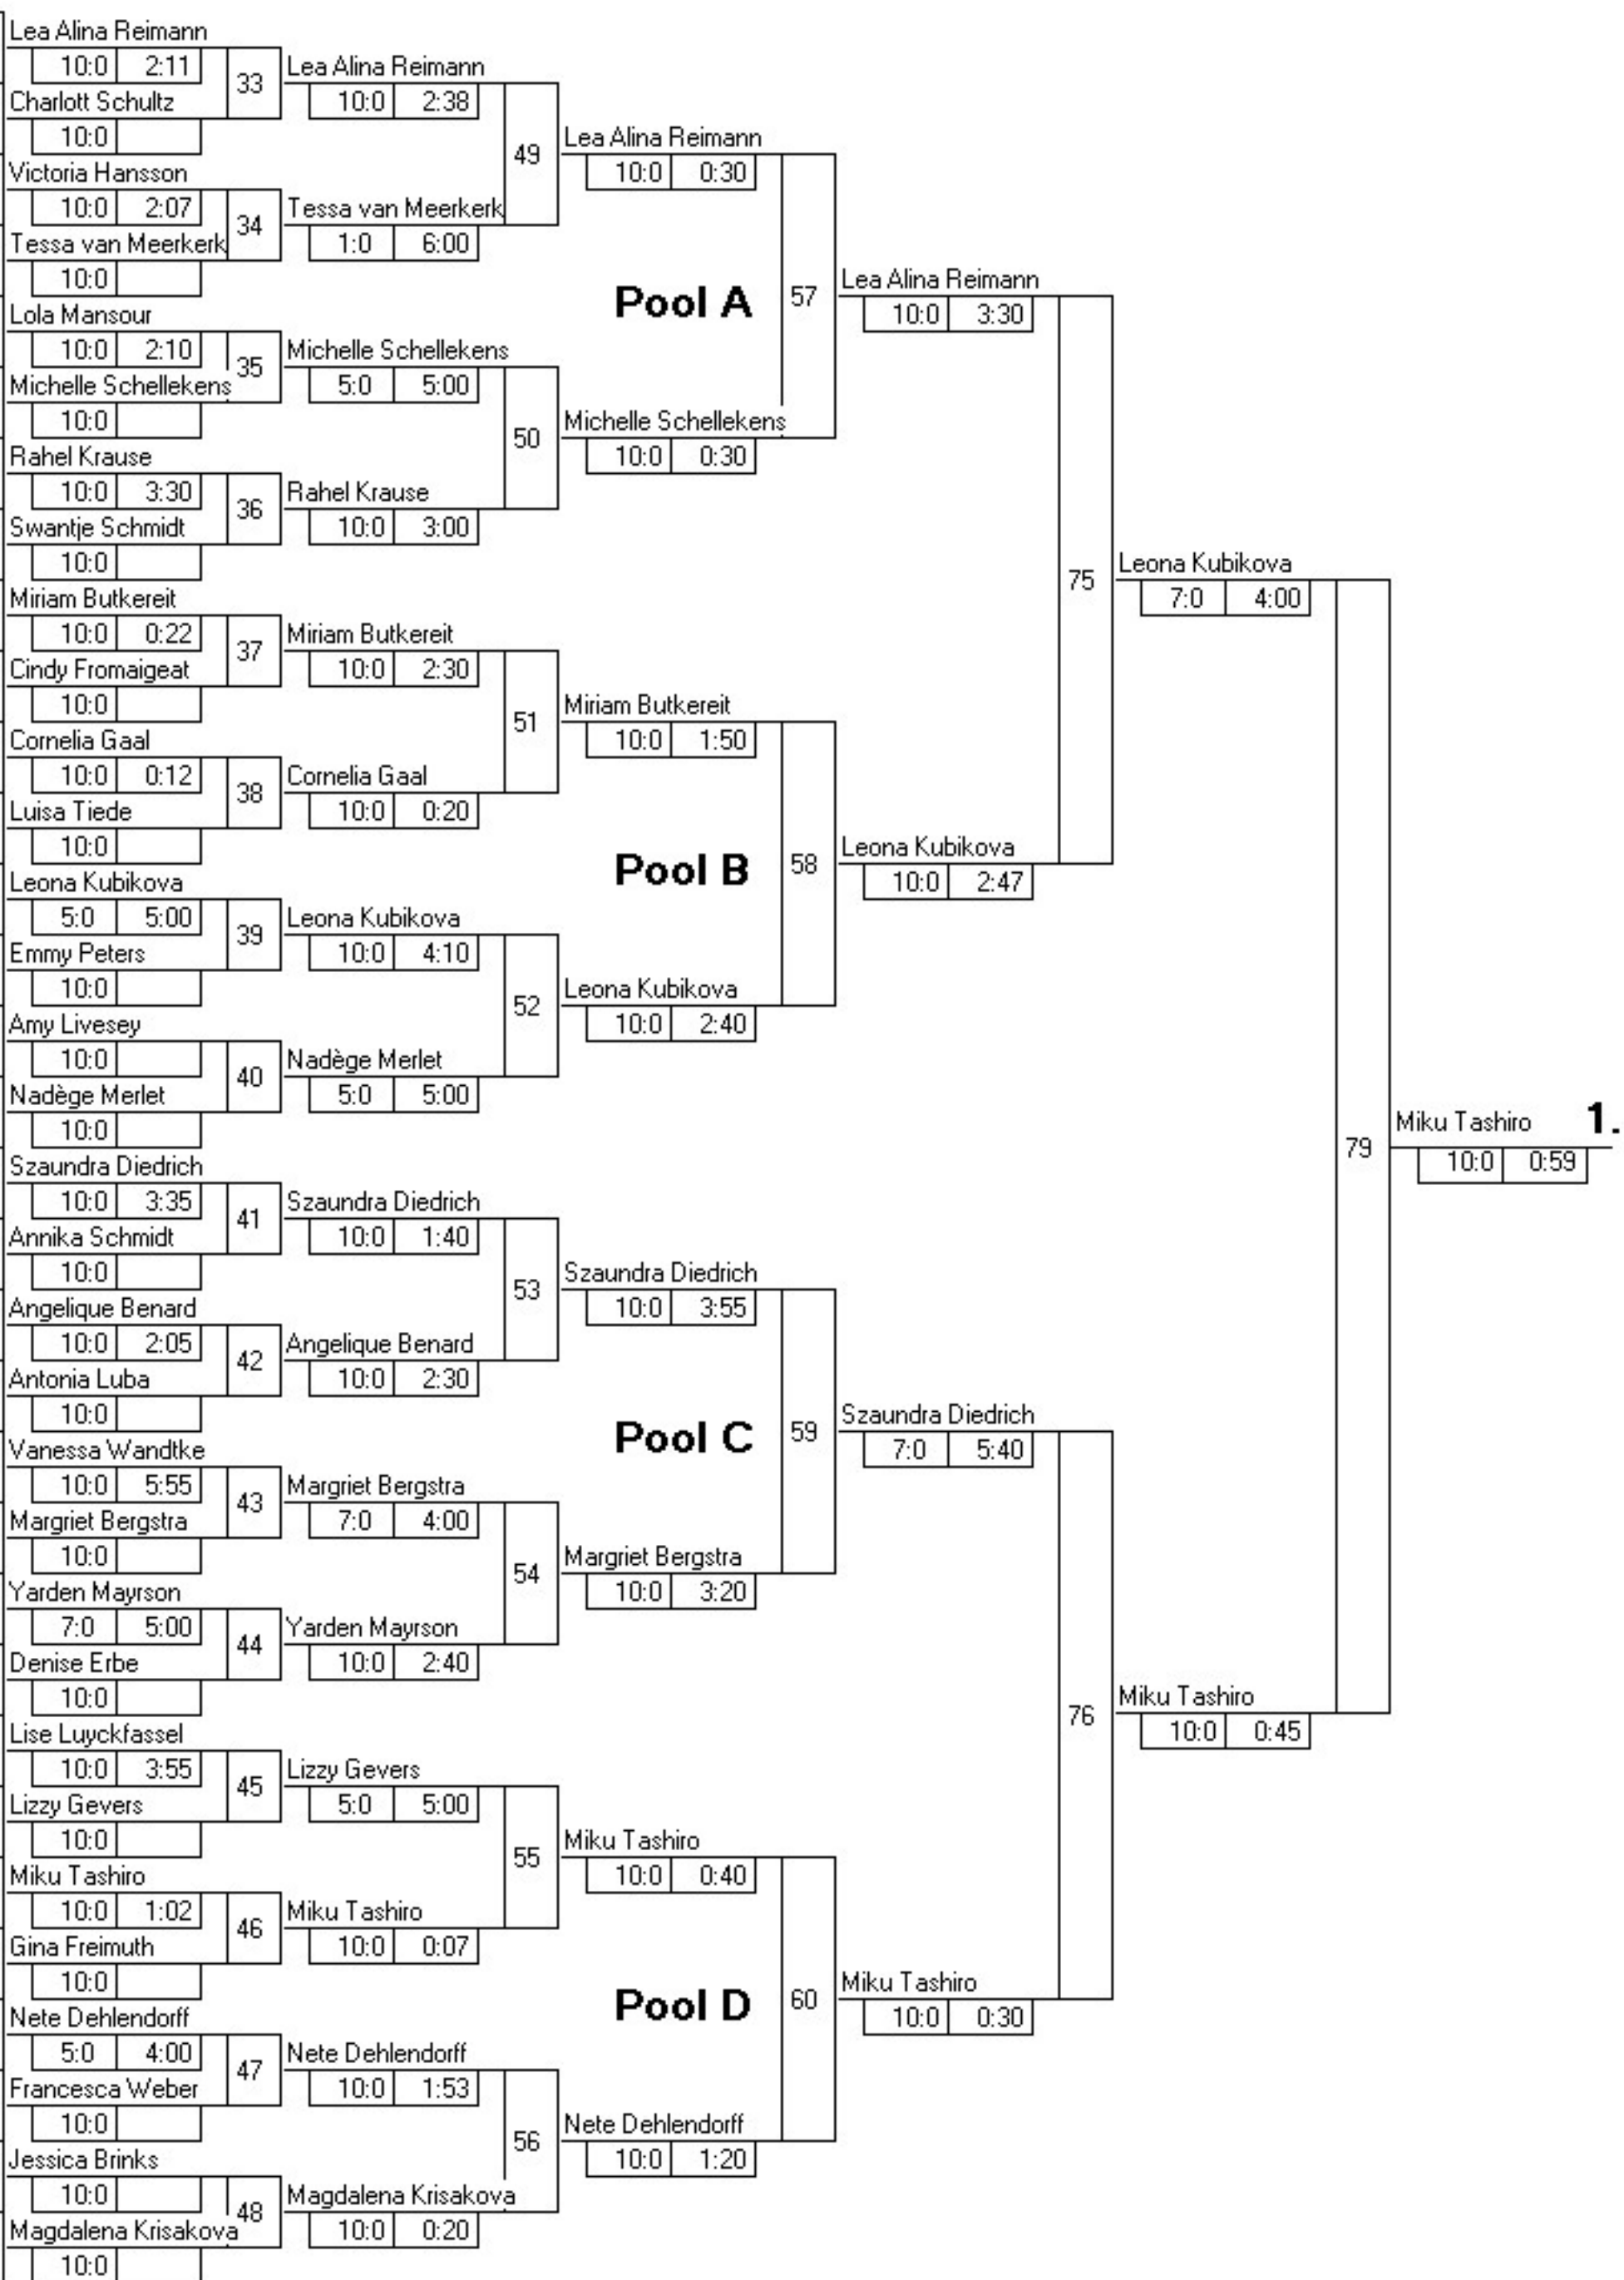 Lea Alina Reimann
10:0 2:11
33
Charlott Schultz
10:0
Victoria Hansson
10:0 2:07
34
Tessa van Meerkerk
10:0
Lola Mansour
10:0 2:10
35
Michelle Schellekens
10:0
Rahel Krause
10:0 3:30
36
Swantje Schmidt
10:0
Miriam Butkereit
10:0 0:22
37
Cindy Fromaigeat
10:0
Cornelia Gaal
10:0 0:12
38
Luisa Tiede
10:0
Leona Kubikova
5:0 5:00
39
Emmy Peters
10:0
Amy Livesey
10:0
40
Nadège Merlet
10:0
Szaundra Diedrich
10:0 3:35
41
Annika Schmidt
10:0
Angelique Benard
10:0 2:05
42
Antonia Luba
10:0
Vanessa Wandtke
10:0 5:55
43
Margriet Bergstra
10:0
Yarden Mayrson
7:0 5:00
44
Denise Erbe
10:0
Lise Luyckfassel
10:0 3:55
45
Lizzy Gevers
10:0
Miku Tashiro
10:0 1:02
46
Gina Freimuth
10:0
Nete Dehlendorff
5:0 4:00
47
Francesca Weber
10:0
Jessica Brinks
10:0
48
Magdalena Krisakova
10:0
Lea Alina Reimann
10:0 2:38
49
Tessa van Meerkerk
1:0 6:00
Michelle Schellekens
5:0 5:00
50
Rahel Krause
10:0 3:00
Miriam Butkereit
10:0 2:30
51
Cornelia Gaal
10:0 0:20
Leona Kubikova
10:0 4:10
52
Nadège Merlet
5:0 5:00
Szaundra Diedrich
10:0 1:40
53
Angelique Benard
10:0 2:30
Margriet Bergstra
7:0 4:00
54
Yarden Mayrson
10:0 2:40
Lizzy Gevers
5:0 5:00
55
Miku Tashiro
10:0 0:07
Nete Dehlendorff
10:0 1:53
56
Magdalena Krisakova
10:0 0:20
Lea Alina Reimann
10:0 0:30
Pool A
57
Michelle Schellekens
10:0 0:30
Miriam Butkereit
10:0 1:50
Pool B
58
Leona Kubikova
10:0 2:40
Szaundra Diedrich
10:0 3:55
Pool C
59
Margriet Bergstra
10:0 3:20
Miku Tashiro
10:0 0:40
Pool D
60
Nete Dehlendorff
10:0 1:20
Lea Alina Reimann
10:0 3:30
75
Leona Kubikova
10:0 2:47
Szaundra Diedrich
7:0 5:40
76
Miku Tashiro
10:0 0:30
Leona Kubikova
7:0 4:00
79
Miku Tashiro
10:0 0:45
Miku Tashiro 1.
10:0 0:59